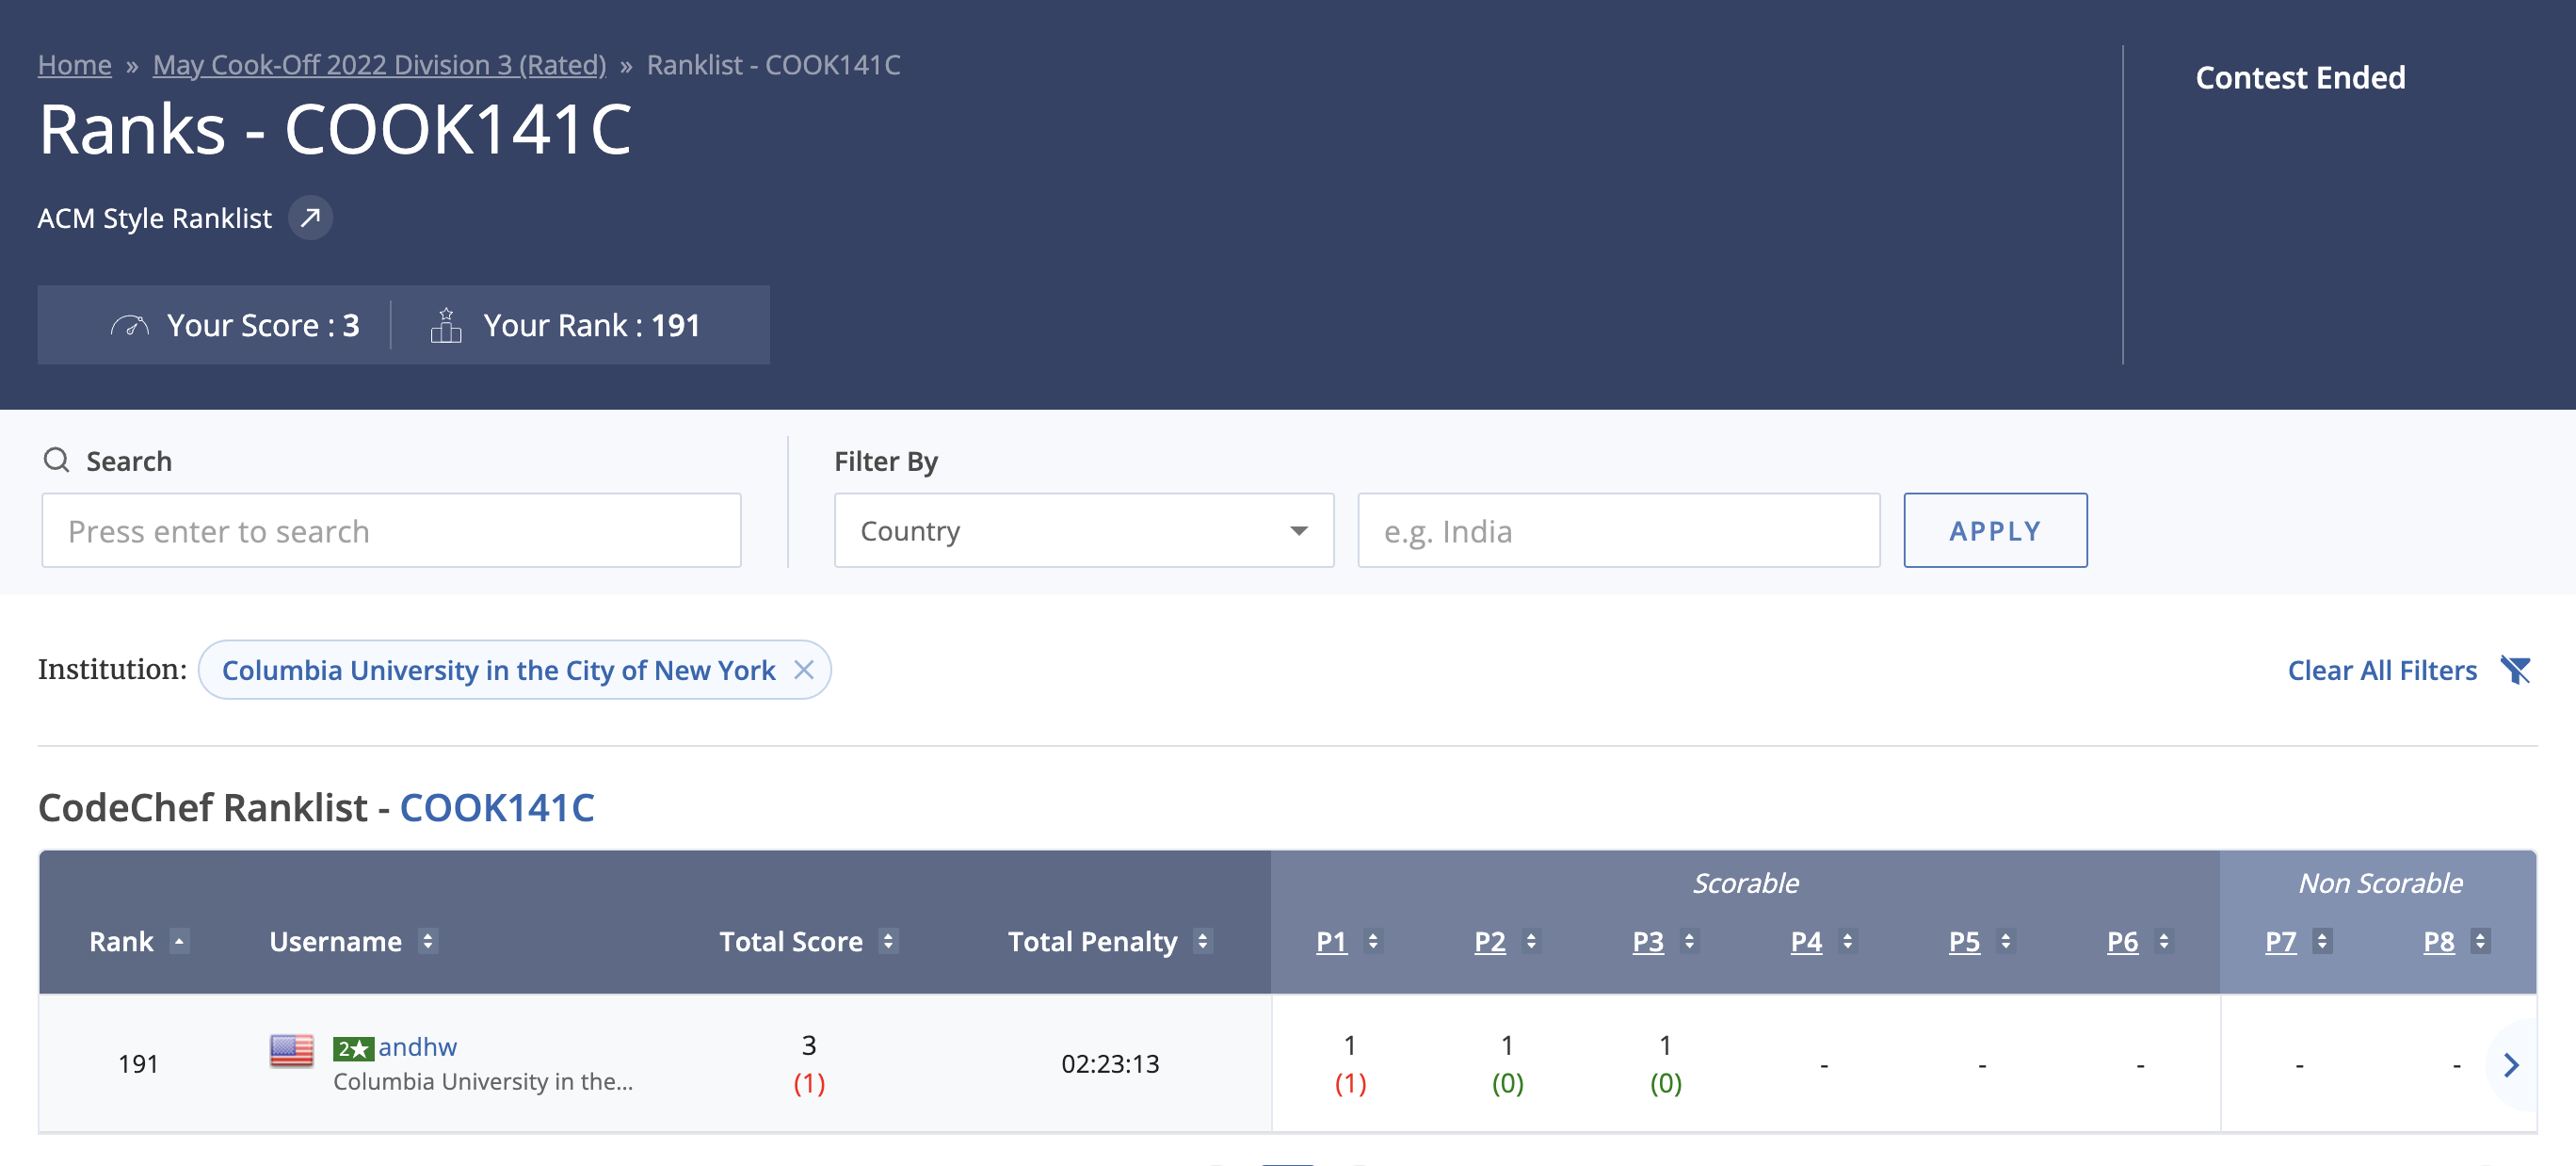 Home » May Cook-Off 2022 Division 3 (Rated) » Ranklist - COOK141C
Contest Ended
Ranks - COOK141C
ACM Style Ranklist
Your Score : 3
Your Rank : 191
Search
Filter By
Press enter to search
Country
e.g. India
APPLY
Institution: Columbia University in the City of New York
Clear All Filters
CodeChef Ranklist - COOK141C
Scorable
Non Scorable
Rank Username Total Score Total Penalty P1 P2 P3 P4 P5 P6 P7 P8
191 2★ andhw 3 02:23:13 1 1 1 - - - - -
Columbia University in the... (1) (1) (0) (0)